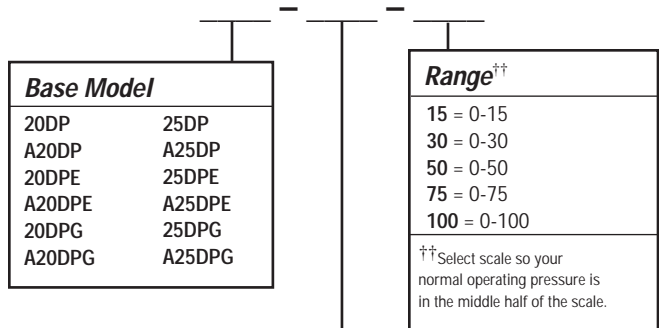 Base Model
20DP 25DP
A20DP A25DP
20DPE 25DPE
A20DPE A25DPE
20DPG 25DPG
A20DPG A25DPG
Range††
15 = 0-15
30 = 0-30
50 = 0-50
75 = 0-75
100 = 0-100
††Select scale so your
normal operating pressure is
in the middle half of the scale.